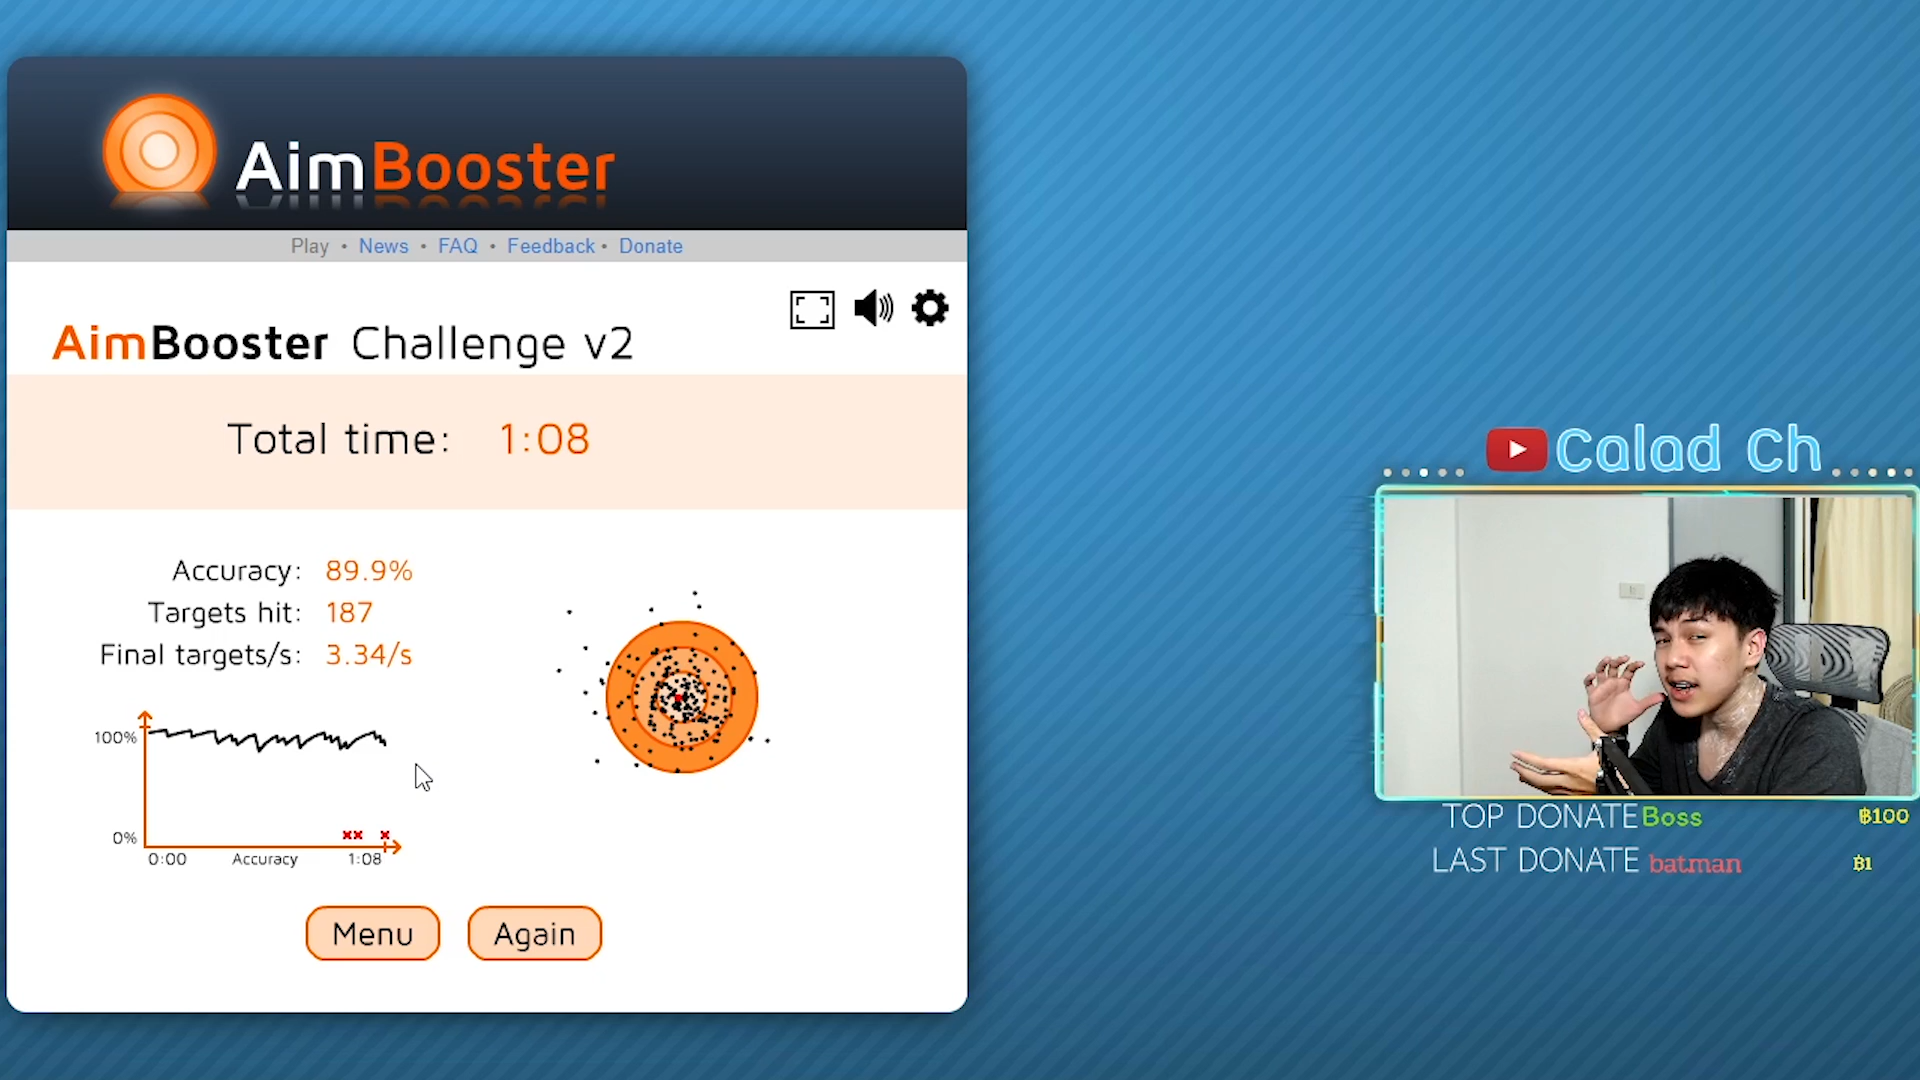 AimBooster
Play • News • FAQ • Feedback • Donate
AimBooster Challenge v2
Total time: 1:08
Accuracy: 89.9%
Targets hit: 187
Final targets/s: 3.34/s
100%
0%
0:00 Accuracy 1:08
Menu Again
Calad Ch
TOP DONATE Boss ฿100
LAST DONATE batman ฿1